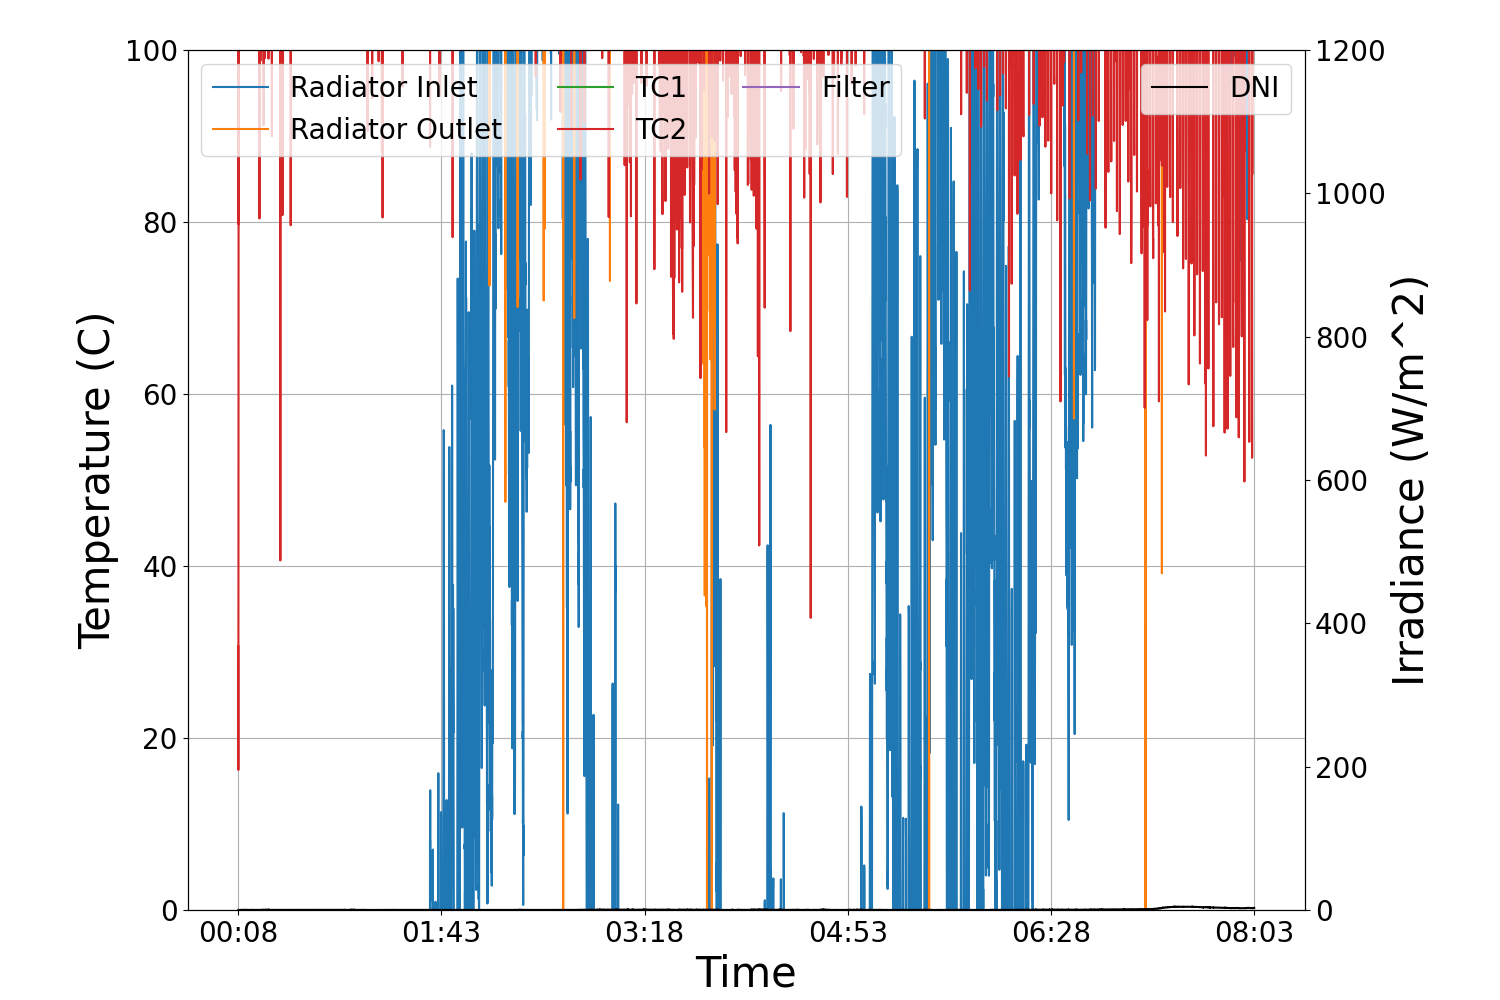 Radiator Inlet
Radiator Outlet
TC1
TC2
Filter
DNI
100
80
60
40
20
0
Temperature (C)
1200
1000
800
600
400
200
0
Irradiance (W/m^2)
00:08
01:43
03:18
04:53
06:28
08:03
Time